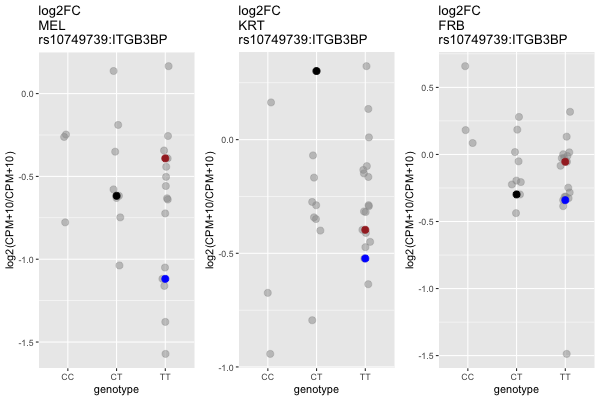 log2FC
MEL
rs10749739:ITGB3BP
log2(CPM+10/CPM+10)
0.0
-0.5
-1.0
-1.5
CC
CT
TT
genotype
log2FC
KRT
rs10749739:ITGB3BP
log2(CPM+10/CPM+10)
0.0
-0.5
-1.0
CC
CT
TT
genotype
log2FC
FRB
rs10749739:ITGB3BP
log2(CPM+10/CPM+10)
0.5
0.0
-0.5
-1.0
-1.5
CC
CT
TT
genotype